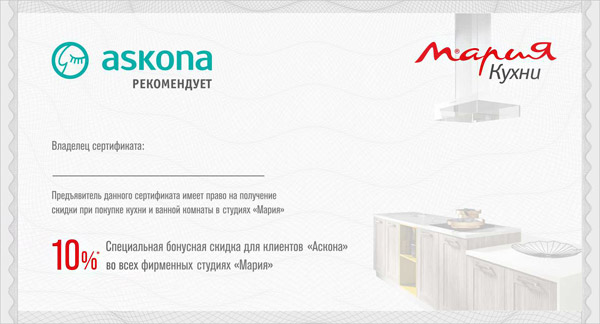 askona
РЕКОМЕНДУЕТ
Мария
Кухни
Владелец сертификата:
Предъявитель данного сертификата имеет право на получение
скидки при покупке кухни и ванной комнаты в студиях «Мария»
10%* Специальная бонусная скидка для клиентов «Аскона»
во всех фирменных студиях «Мария»